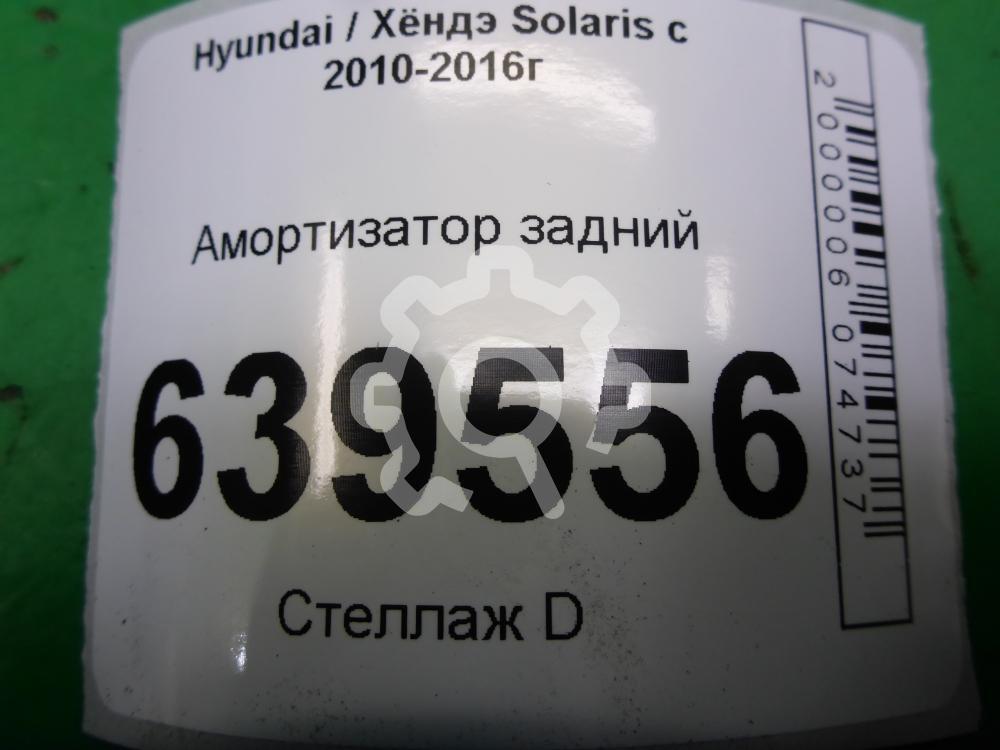 Hyundai / Хёндэ Solaris с
2010-2016г
Амортизатор задний
639556
Стеллаж D
2000006074737